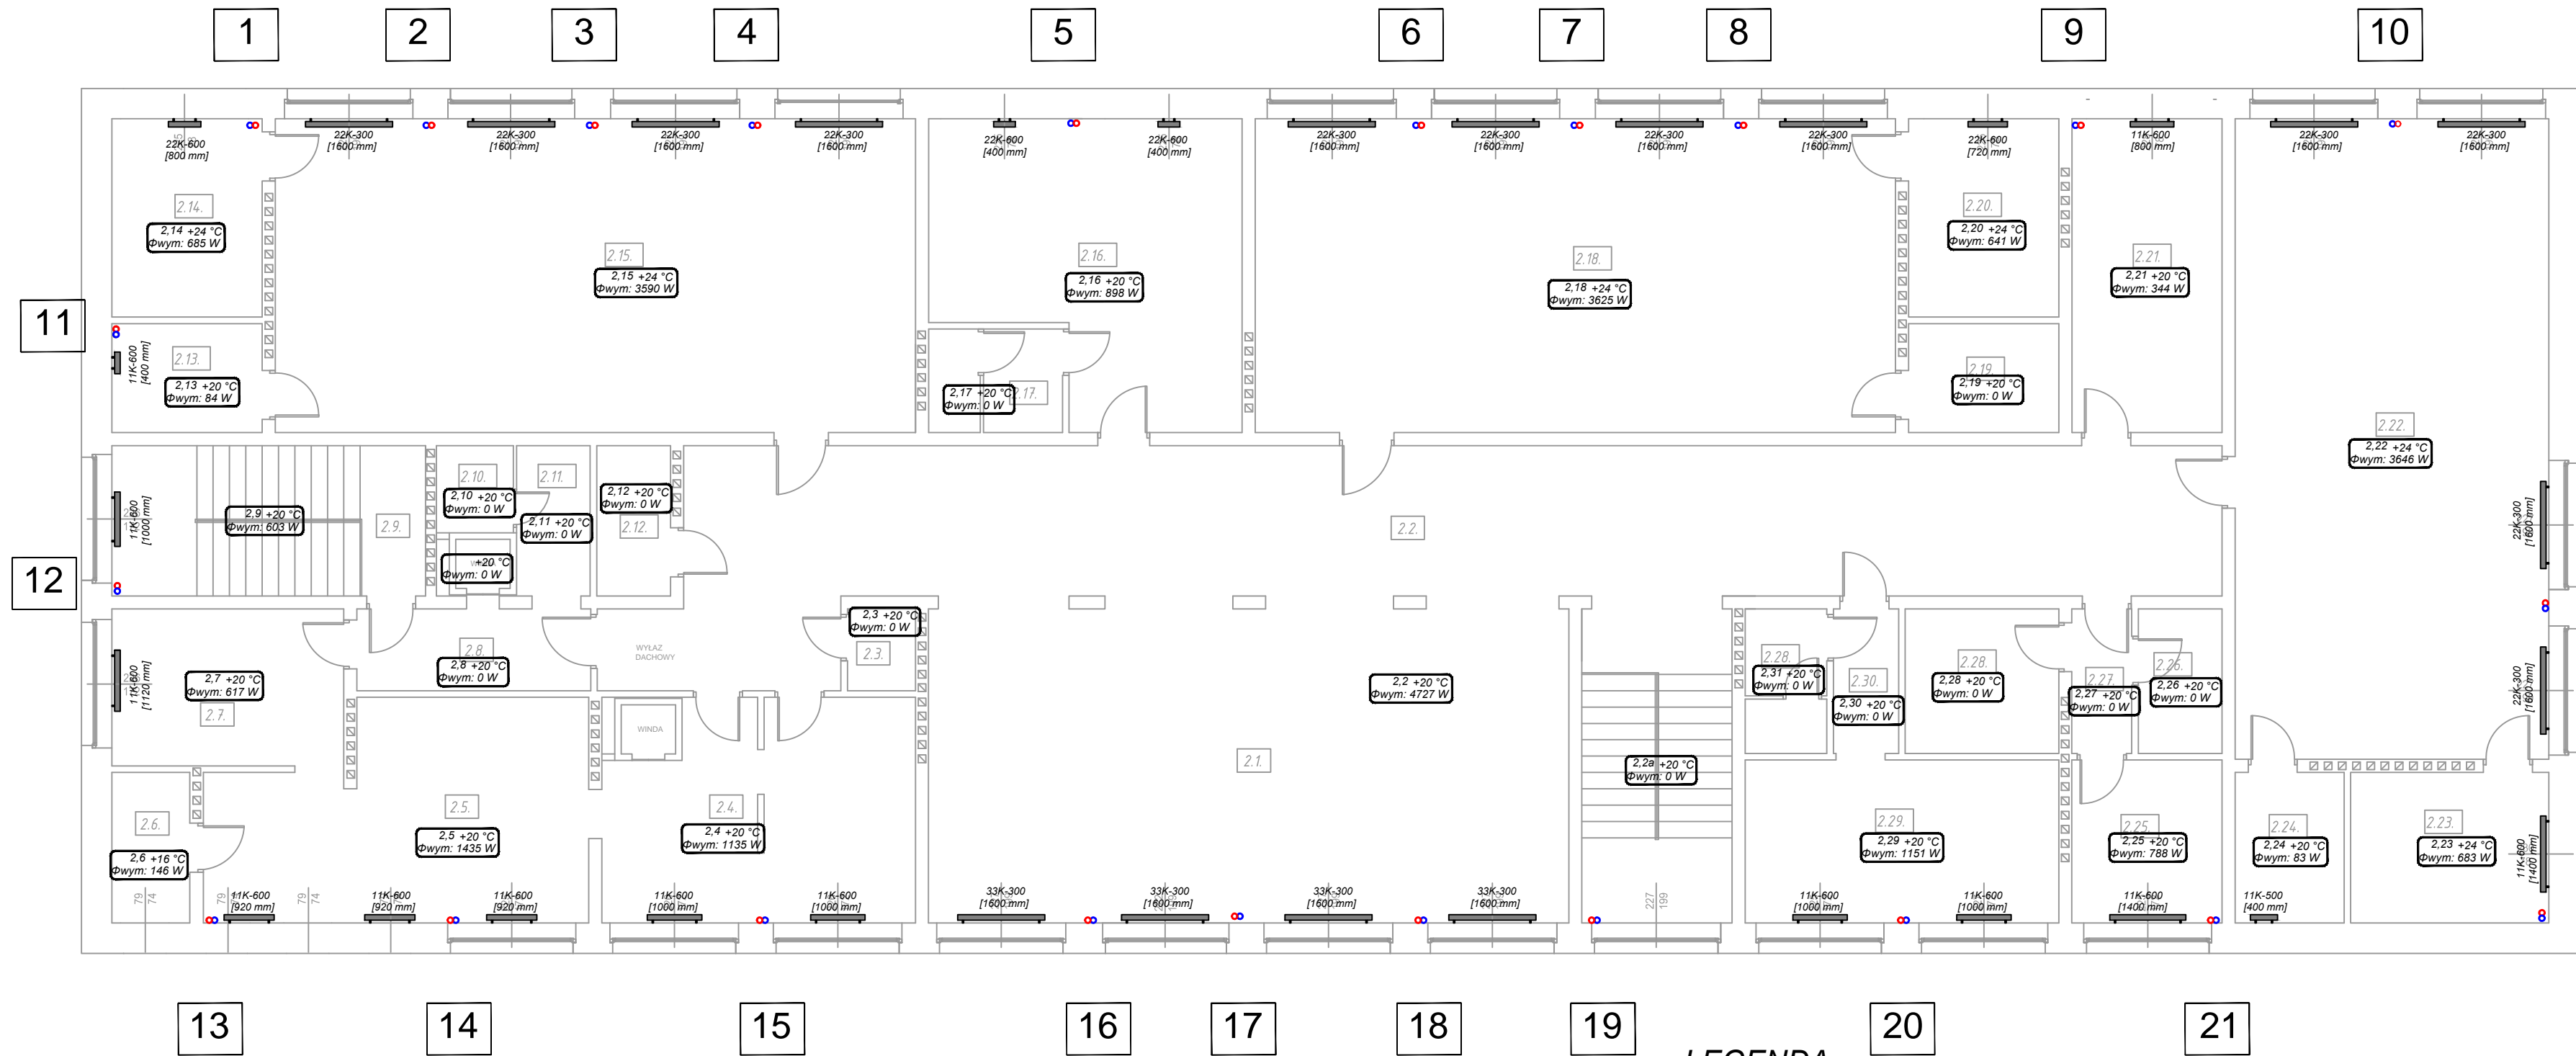 1 2 3 4 5 6 7 8 9 10
22K-600
[800 mm]
22K-300
[1600 mm]
22K-300
[1600 mm]
22K-300
[1600 mm]
22K-300
[1600 mm]
22K-600
[400 mm]
22K-600
[400 mm]
22K-300
[1600 mm]
22K-300
[1600 mm]
22K-300
[1600 mm]
22K-300
[1600 mm]
22K-600
[720 mm]
11K-600
[800 mm]
22K-300
[1600 mm]
22K-300
[1600 mm]
2.14.
2,14 +24 °C
Φwym: 685 W
2.15.
2,15 +24 °C
Φwym: 3590 W
2.16.
2,16 +20 °C
Φwym: 898 W
2.18.
2,18 +24 °C
Φwym: 3625 W
2.20.
2,20 +24 °C
Φwym: 641 W
2.21.
2,21 +20 °C
Φwym: 344 W
11
11K-600
[400 mm]
2.13.
2,13 +20 °C
Φwym: 84 W
2,17 +20 °C
Φwym: 0 W
2.17.
2.19.
2,19 +20 °C
Φwym: 0 W
2.22.
2,22 +24 °C
Φwym: 3646 W
11K-600
[1000 mm]
2,9 +20 °C
Φwym: 603 W
2.9.
2.10.
2,10 +20 °C
Φwym: 0 W
2.11.
2,11 +20 °C
Φwym: 0 W
2,12 +20 °C
Φwym: 0 W
2.12.
+20 °C
Φwym: 0 W
2.2.
22K-300
[1600 mm]
12
11K-600
[1120 mm]
2,7 +20 °C
Φwym: 617 W
2.7.
2.8.
2,8 +20 °C
Φwym: 0 W
WYŁAZ
DACHOWY
2,3 +20 °C
Φwym: 0 W
2.3.
2,2 +20 °C
Φwym: 4727 W
2.28.
2,31 +20 °C
Φwym: 0 W
2.30.
2,30 +20 °C
Φwym: 0 W
2.28.
2,28 +20 °C
Φwym: 0 W
2.27.
2,27 +20 °C
Φwym: 0 W
2.26.
2,26 +20 °C
Φwym: 0 W
22K-300
[1600 mm]
WINDA
2.1.
2,2a +20 °C
Φwym: 0 W
2.6.
2,6 +16 °C
Φwym: 146 W
2.5.
2,5 +20 °C
Φwym: 1435 W
2.4.
2,4 +20 °C
Φwym: 1135 W
2.29.
2,29 +20 °C
Φwym: 1151 W
2.25.
2,25 +20 °C
Φwym: 788 W
2.24.
2,24 +20 °C
Φwym: 83 W
2.23.
2,23 +24 °C
Φwym: 683 W
11K-600
[1400 mm]
79
74
79
79
74
11K-600
[920 mm]
11K-600
[920 mm]
11K-600
[920 mm]
11K-600
[1000 mm]
11K-600
[1000 mm]
33K-300
[1600 mm]
33K-300
[1600 mm]
33K-300
[1600 mm]
33K-300
[1600 mm]
227
199
11K-600
[1000 mm]
11K-600
[1000 mm]
11K-600
[1400 mm]
11K-500
[400 mm]
13 14 15 16 17 18 19 20 21
LEGENDA